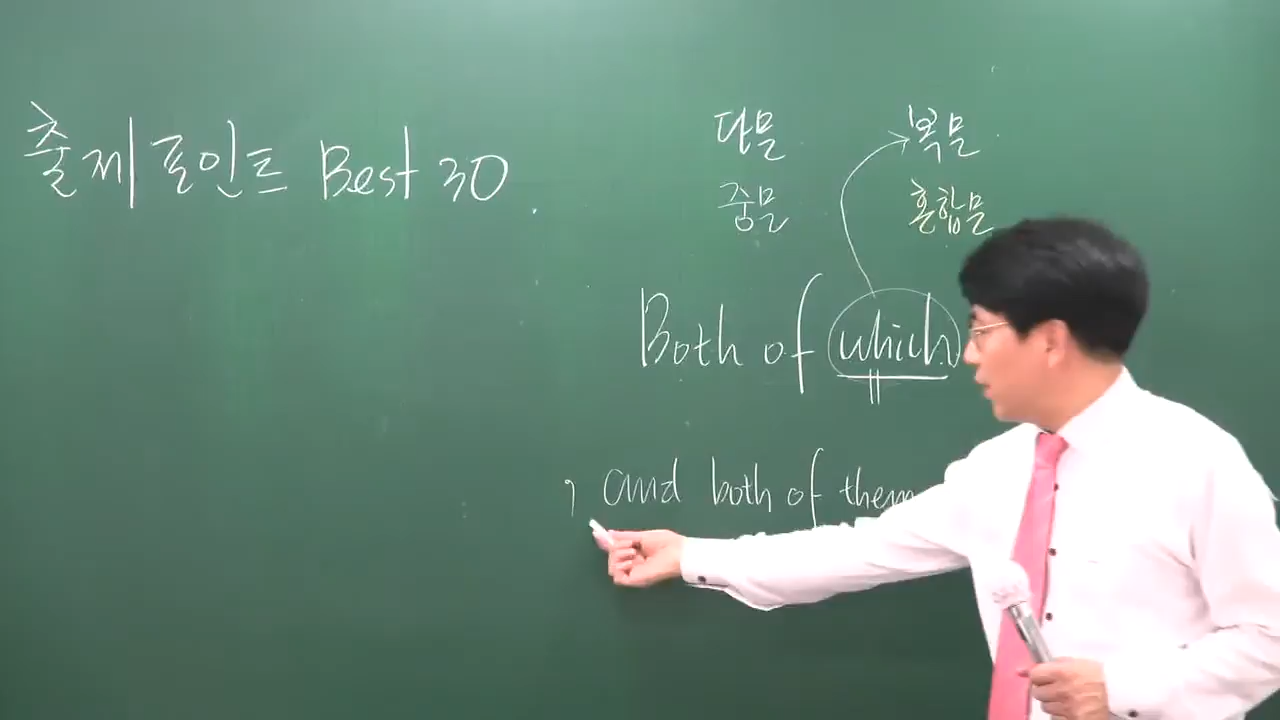 출제포인트 Best 30
단문 복문
중문 혼합문
Both of which
, and both of them